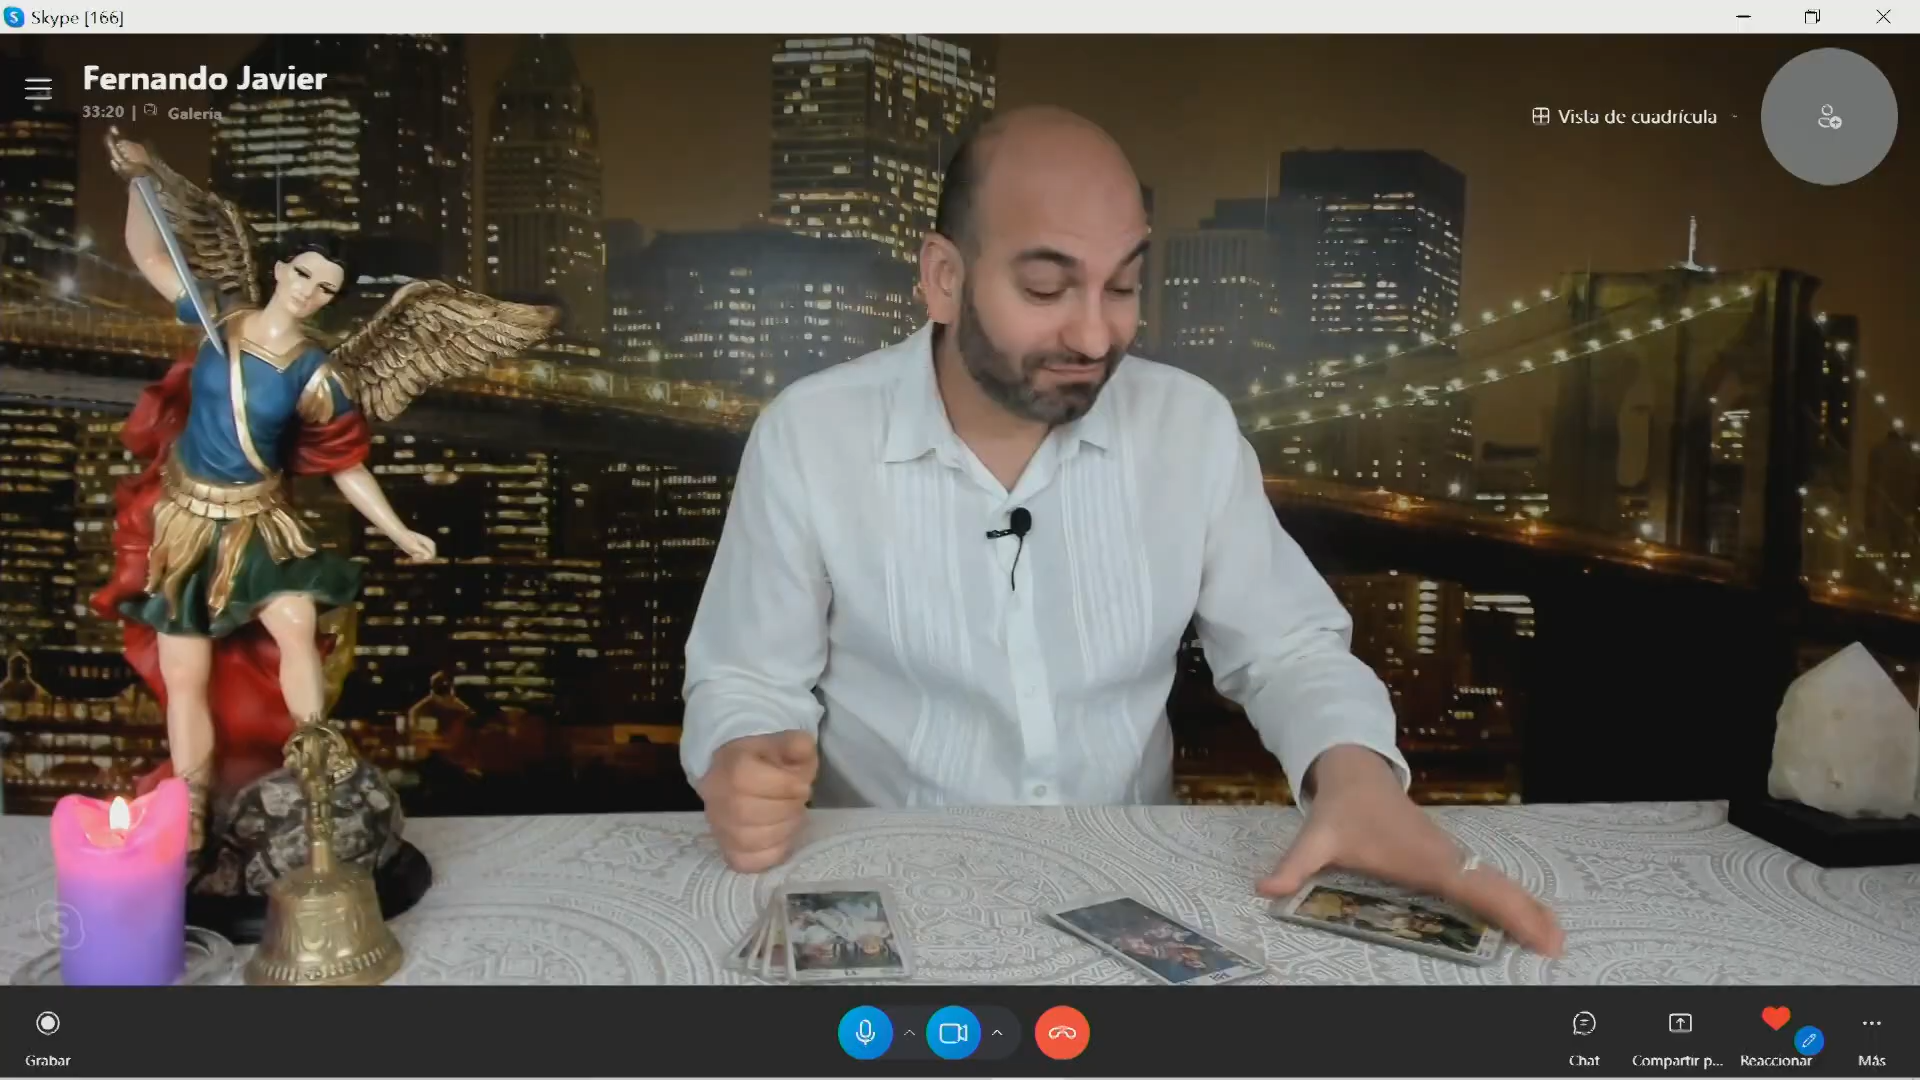 Skype [166]
Fernando Javier
33:20 | Galería
Vista de cuadrícula
Grabar
Chat
Compartir p...
Reaccionar
Más